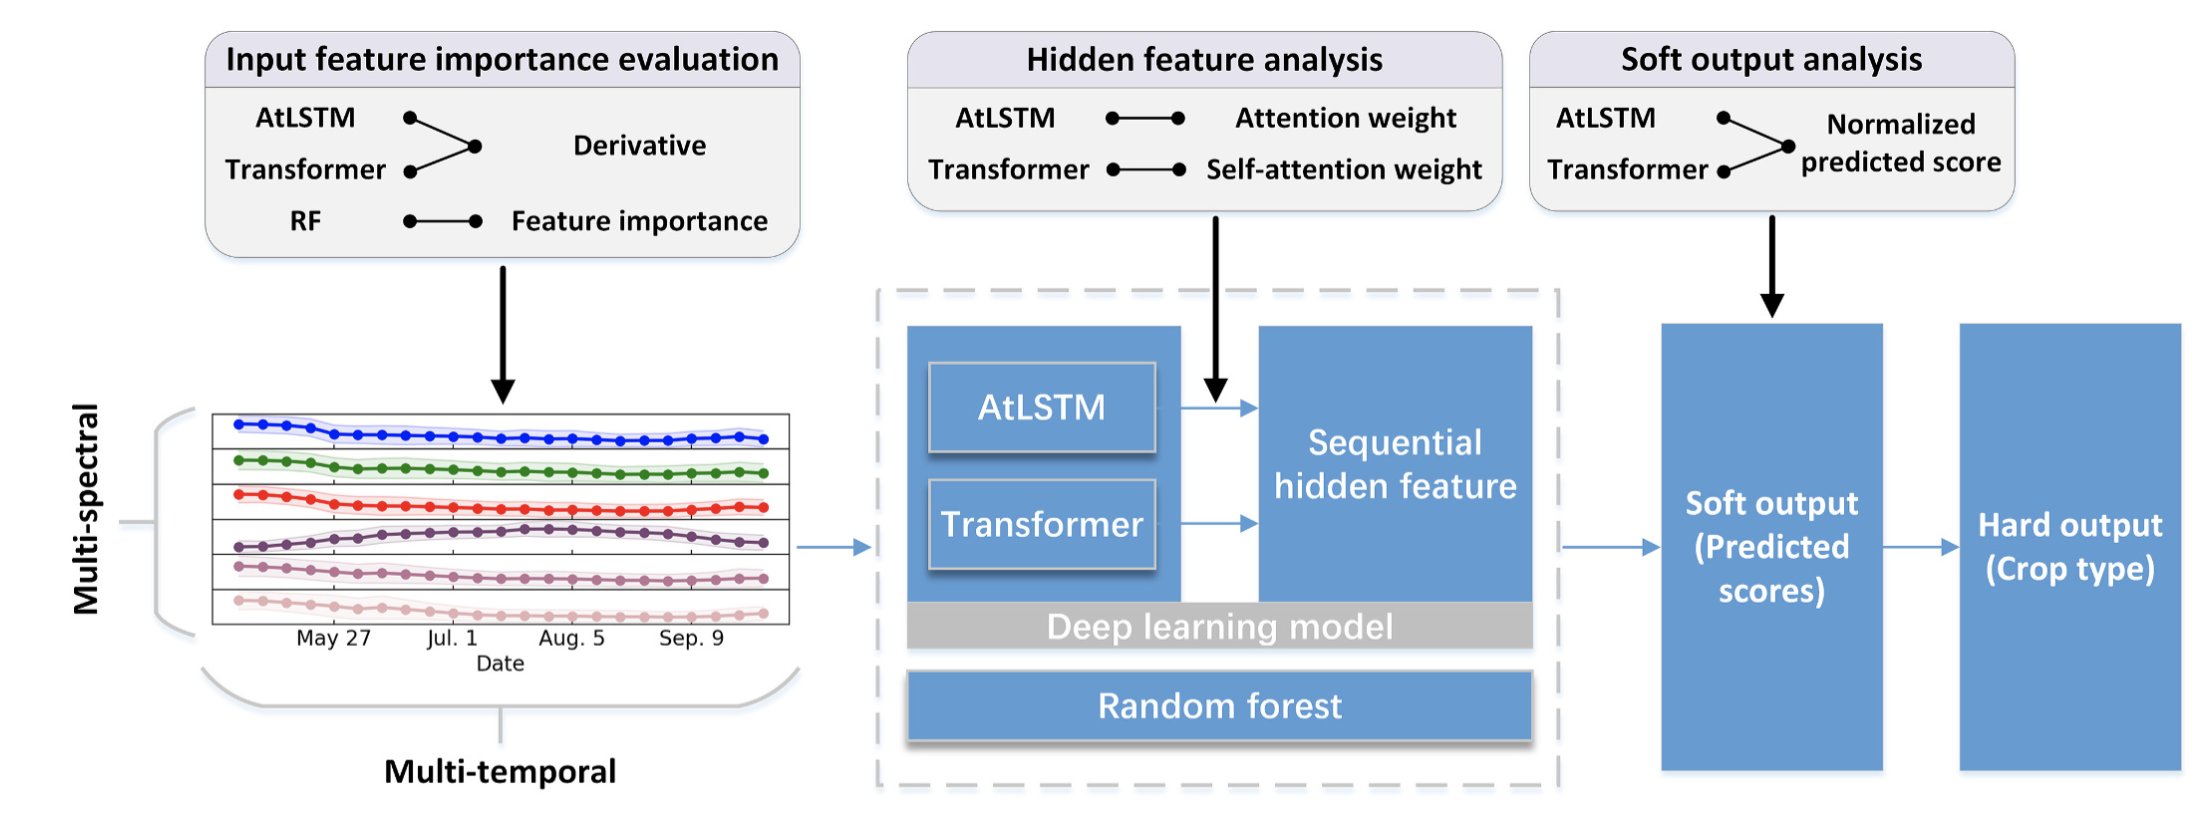 Input feature importance evaluation
AtLSTM
Transformer
Derivative
RF
Feature importance
Hidden feature analysis
AtLSTM
Attention weight
Transformer
Self-attention weight
Soft output analysis
AtLSTM
Transformer
Normalized
predicted score
Multi-spectral
May 27
Jul. 1
Aug. 5
Sep. 9
Date
Multi-temporal
AtLSTM
Transformer
Sequential
hidden feature
Deep learning model
Random forest
Soft output
(Predicted
scores)
Hard output
(Crop type)